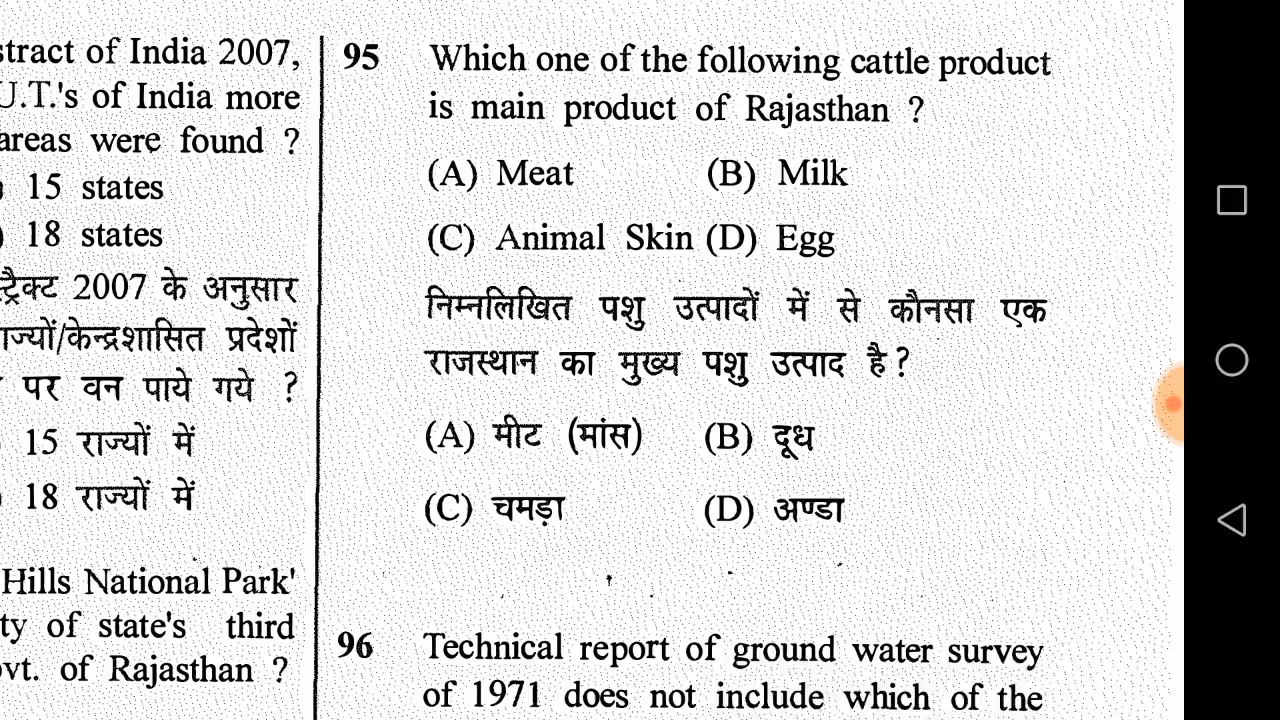 stract of India 2007,
U.T.'s of India more
areas were found ?
) 15 states
) 18 states
स्ट्रैक्ट 2007 के अनुसार
राज्यों/केन्द्रशासित प्रदेशों
पर वन पाये गये ?
15 राज्यों में
) 18 राज्यों में
Hills National Park'
ty of state's third
ovt. of Rajasthan ?
95 Which one of the following cattle product
is main product of Rajasthan ?
(A) Meat (B) Milk
(C) Animal Skin (D) Egg
निम्नलिखित पशु उत्पादों में से कौनसा एक
राजस्थान का मुख्य पशु उत्पाद है ?
(A) मीट (मांस) (B) दूध
(C) चमड़ा (D) अण्डा
96 Technical report of ground water survey
of 1971 does not include which of the